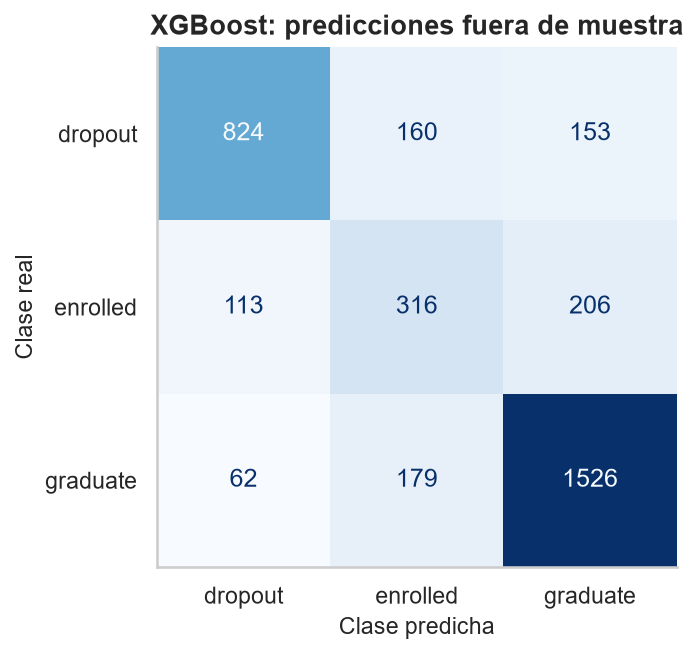 XGBoost: predicciones fuera de muestra
dropout 824 160 153
Clase real
enrolled 113 316 206
graduate 62 179 1526
dropout enrolled graduate
Clase predicha